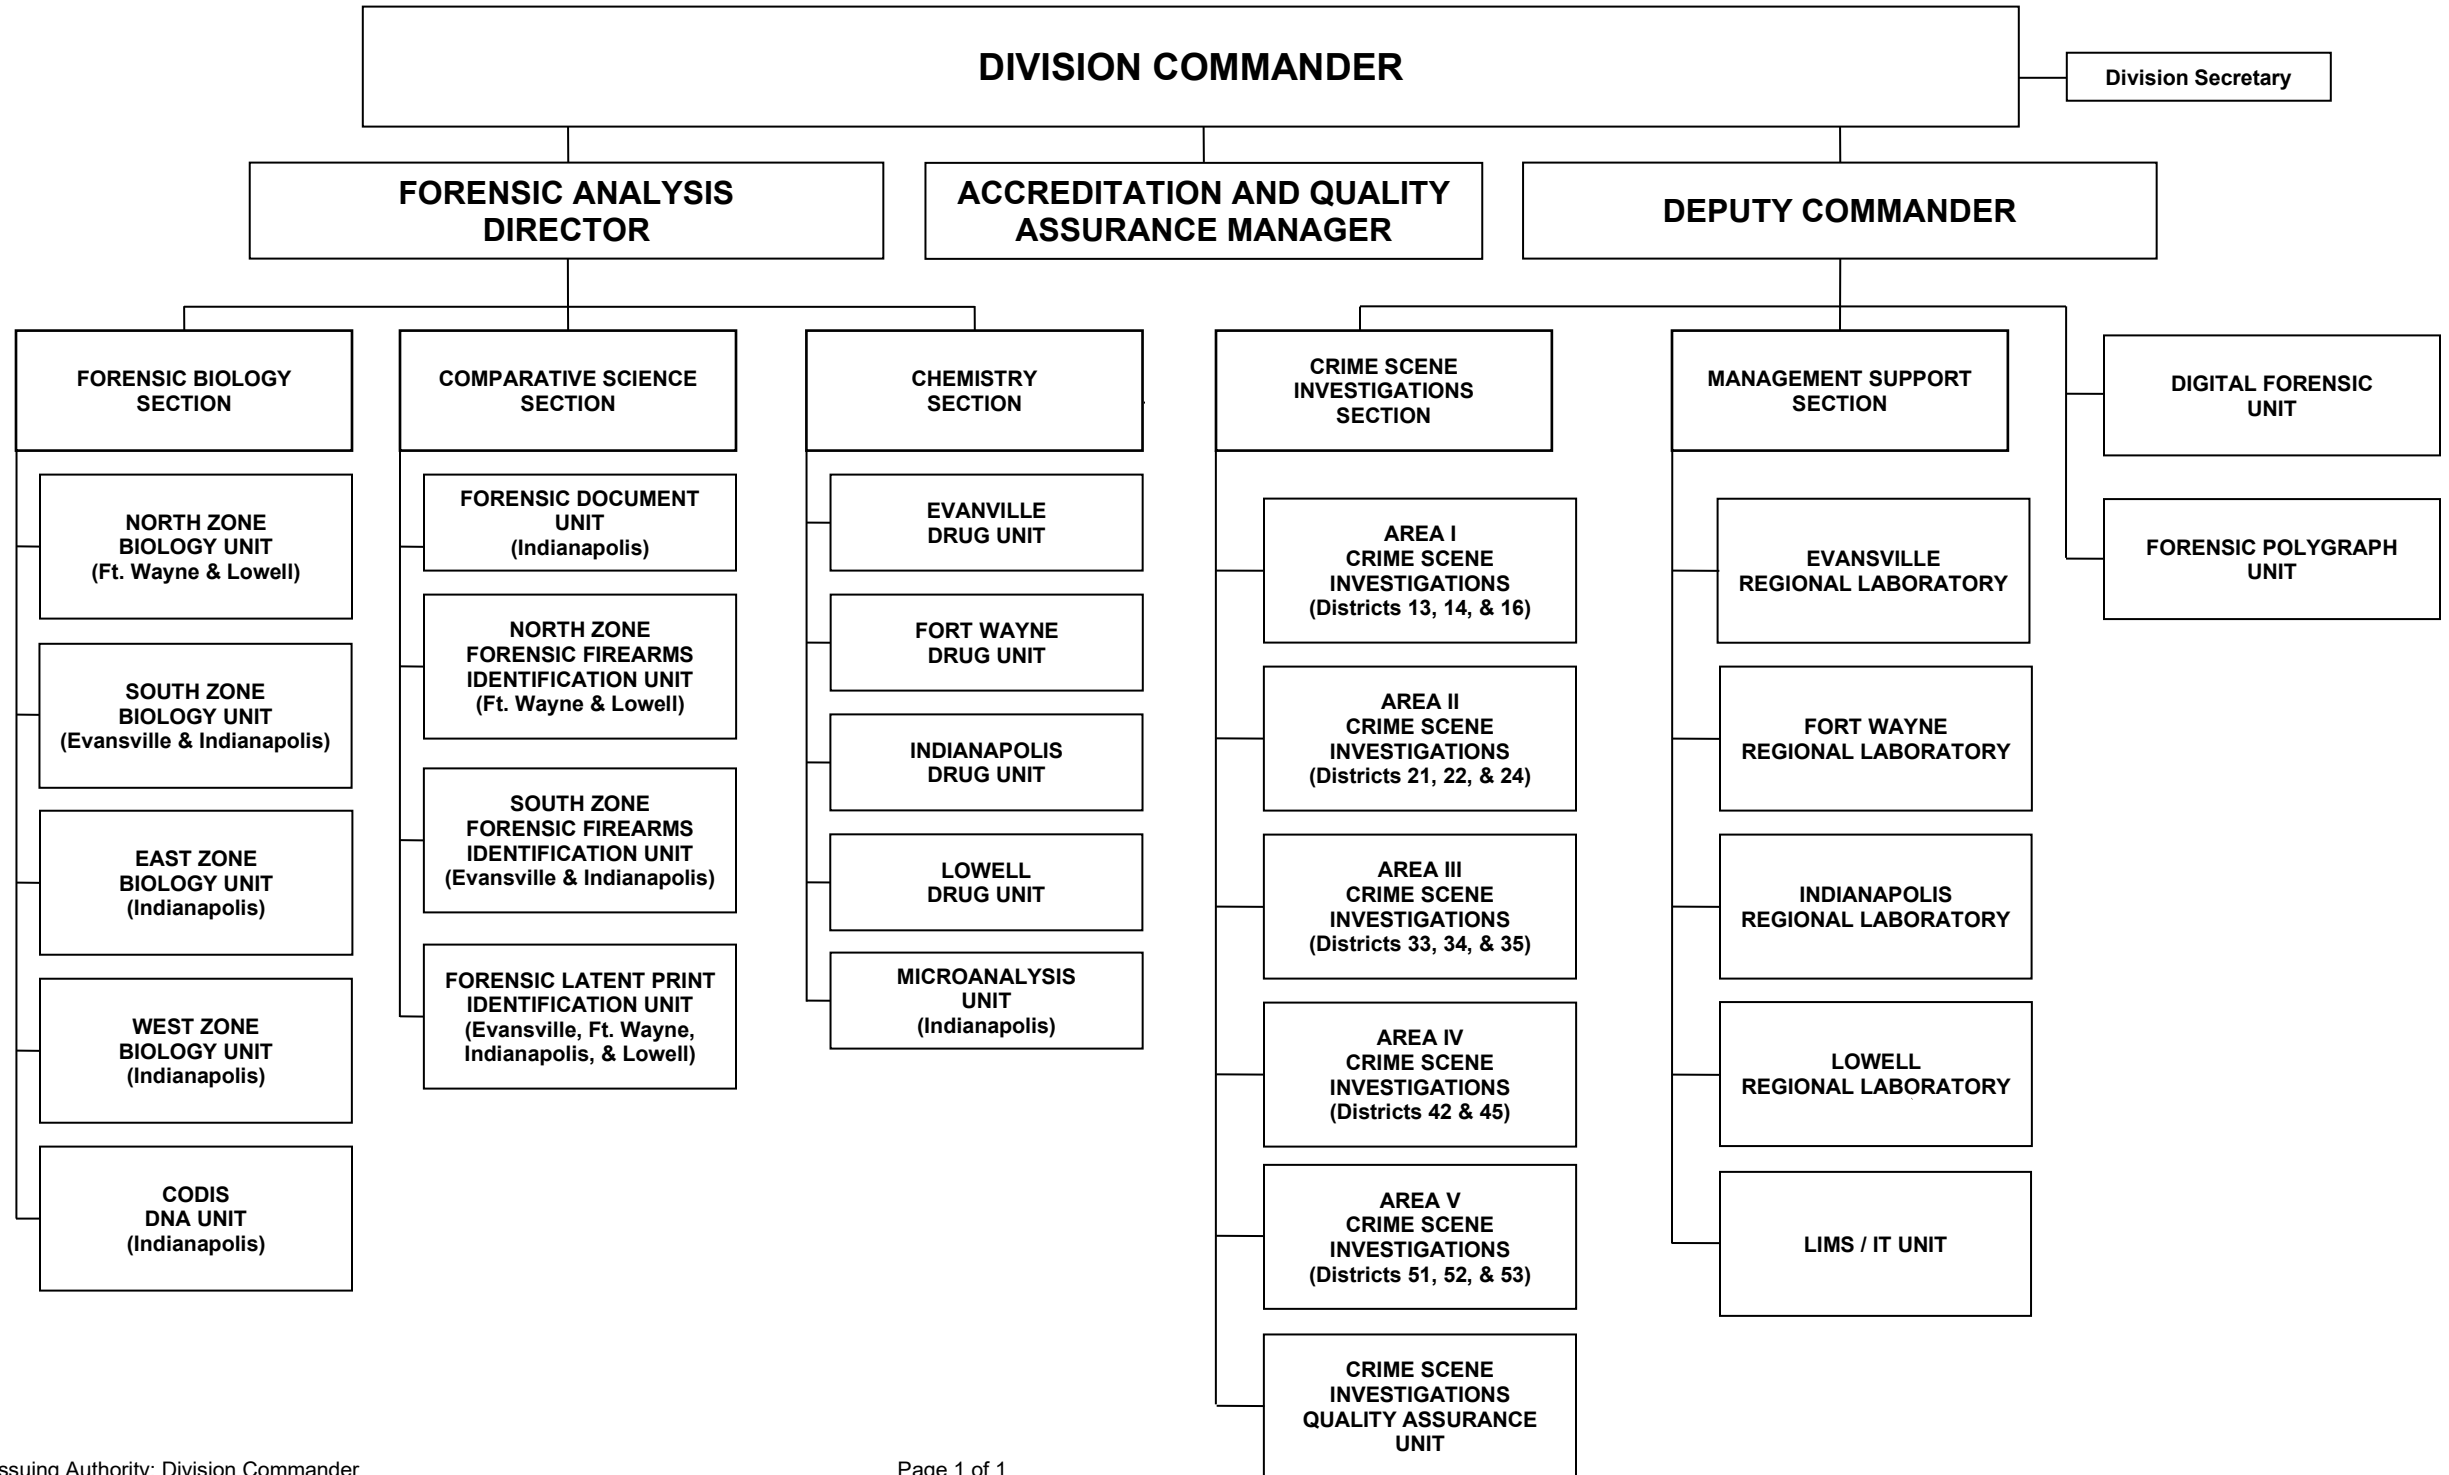 DIVISION COMMANDER
Division Secretary
FORENSIC ANALYSIS
DIRECTOR
ACCREDITATION AND QUALITY
ASSURANCE MANAGER
DEPUTY COMMANDER
FORENSIC BIOLOGY
SECTION
COMPARATIVE SCIENCE
SECTION
CHEMISTRY
SECTION
CRIME SCENE
INVESTIGATIONS
SECTION
MANAGEMENT SUPPORT
SECTION
DIGITAL FORENSIC
UNIT
FORENSIC POLYGRAPH
UNIT
NORTH ZONE
BIOLOGY UNIT
(Ft. Wayne & Lowell)
SOUTH ZONE
BIOLOGY UNIT
(Evansville & Indianapolis)
EAST ZONE
BIOLOGY UNIT
(Indianapolis)
WEST ZONE
BIOLOGY UNIT
(Indianapolis)
CODIS
DNA UNIT
(Indianapolis)
FORENSIC DOCUMENT
UNIT
(Indianapolis)
NORTH ZONE
FORENSIC FIREARMS
IDENTIFICATION UNIT
(Ft. Wayne & Lowell)
SOUTH ZONE
FORENSIC FIREARMS
IDENTIFICATION UNIT
(Evansville & Indianapolis)
FORENSIC LATENT PRINT
IDENTIFICATION UNIT
(Evansville, Ft. Wayne,
Indianapolis, & Lowell)
EVANVILLE
DRUG UNIT
FORT WAYNE
DRUG UNIT
INDIANAPOLIS
DRUG UNIT
LOWELL
DRUG UNIT
MICROANALYSIS
UNIT
(Indianapolis)
AREA I
CRIME SCENE
INVESTIGATIONS
(Districts 13, 14, & 16)
AREA II
CRIME SCENE
INVESTIGATIONS
(Districts 21, 22, & 24)
AREA III
CRIME SCENE
INVESTIGATIONS
(Districts 33, 34, & 35)
AREA IV
CRIME SCENE
INVESTIGATIONS
(Districts 42 & 45)
AREA V
CRIME SCENE
INVESTIGATIONS
(Districts 51, 52, & 53)
CRIME SCENE
INVESTIGATIONS
QUALITY ASSURANCE
UNIT
EVANSVILLE
REGIONAL LABORATORY
FORT WAYNE
REGIONAL LABORATORY
INDIANAPOLIS
REGIONAL LABORATORY
LOWELL
REGIONAL LABORATORY
LIMS / IT UNIT
ssuing Authority: Division Commander
Page 1 of 1